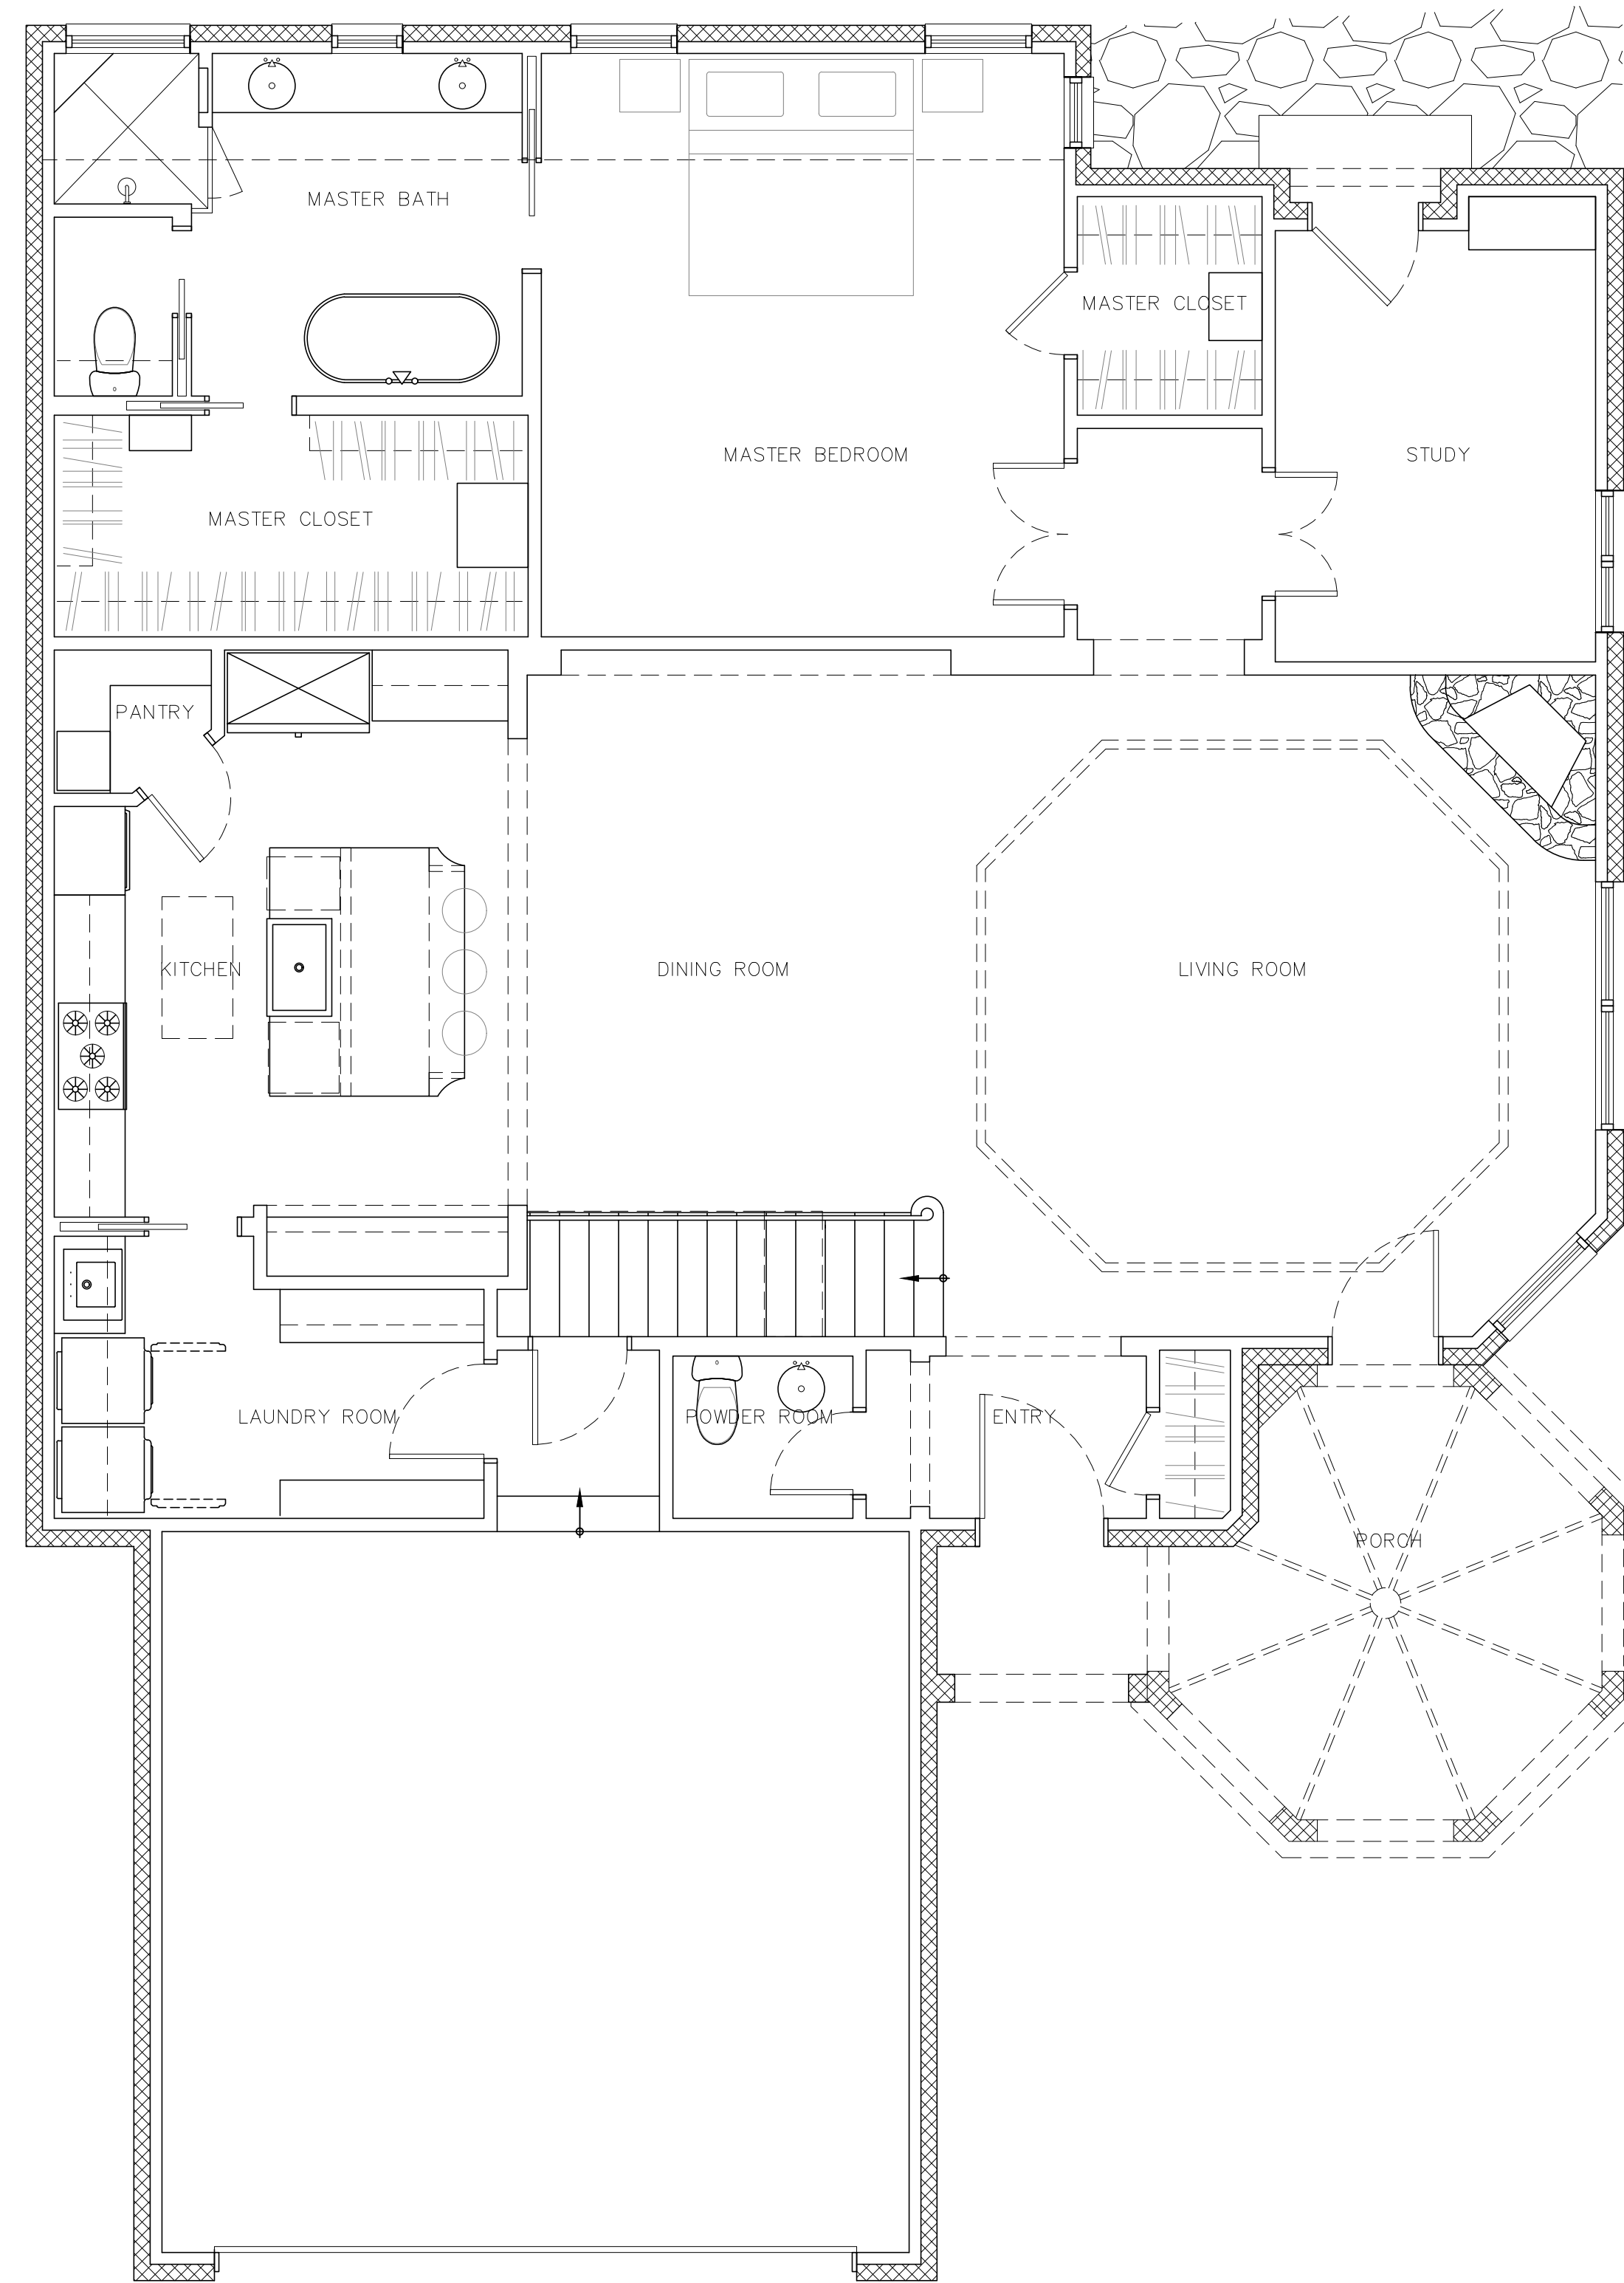 MASTER BATH
MASTER CLOSET
MASTER BEDROOM
STUDY
MASTER CLOSET
PANTRY
KITCHEN
DINING ROOM
LIVING ROOM
LAUNDRY ROOM
POWDER ROOM
ENTRY
PORCH